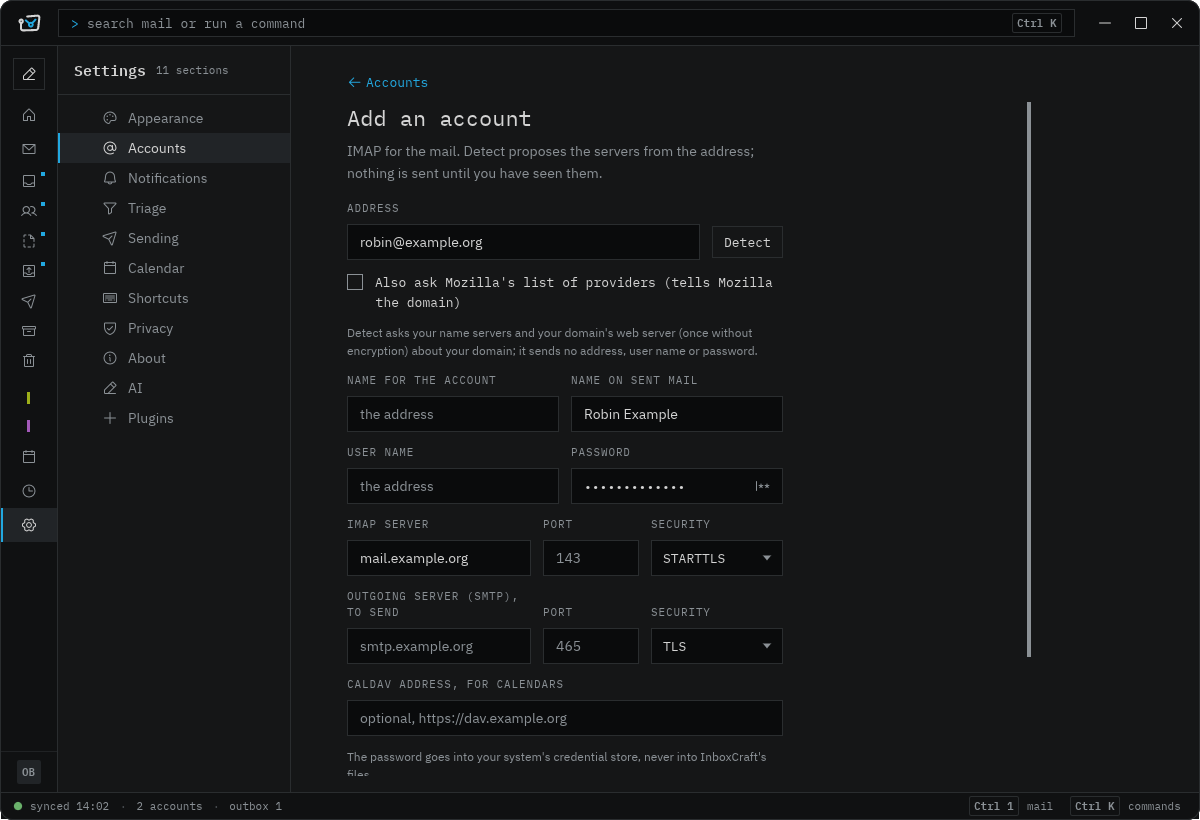 > search mail or run a command
Ctrl K
Settings 11 sections
Appearance
Accounts
Notifications
Triage
Sending
Calendar
Shortcuts
Privacy
About
AI
Plugins
← Accounts
Add an account
IMAP for the mail. Detect proposes the servers from the address;
nothing is sent until you have seen them.
ADDRESS
robin@example.org
Detect
Also ask Mozilla's list of providers (tells Mozilla
the domain)
Detect asks your name servers and your domain's web server (once without
encryption) about your domain; it sends no address, user name or password.
NAME FOR THE ACCOUNT
NAME ON SENT MAIL
the address
Robin Example
USER NAME
PASSWORD
the address
•••••••••••••
|**
IMAP SERVER
PORT
SECURITY
mail.example.org
143
STARTTLS
OUTGOING SERVER (SMTP),
TO SEND
PORT
SECURITY
smtp.example.org
465
TLS
CALDAV ADDRESS, FOR CALENDARS
optional, https://dav.example.org
The password goes into your system's credential store, never into InboxCraft's
files.
OB
synced 14:02 · 2 accounts · outbox 1
Ctrl 1 mail
Ctrl K commands